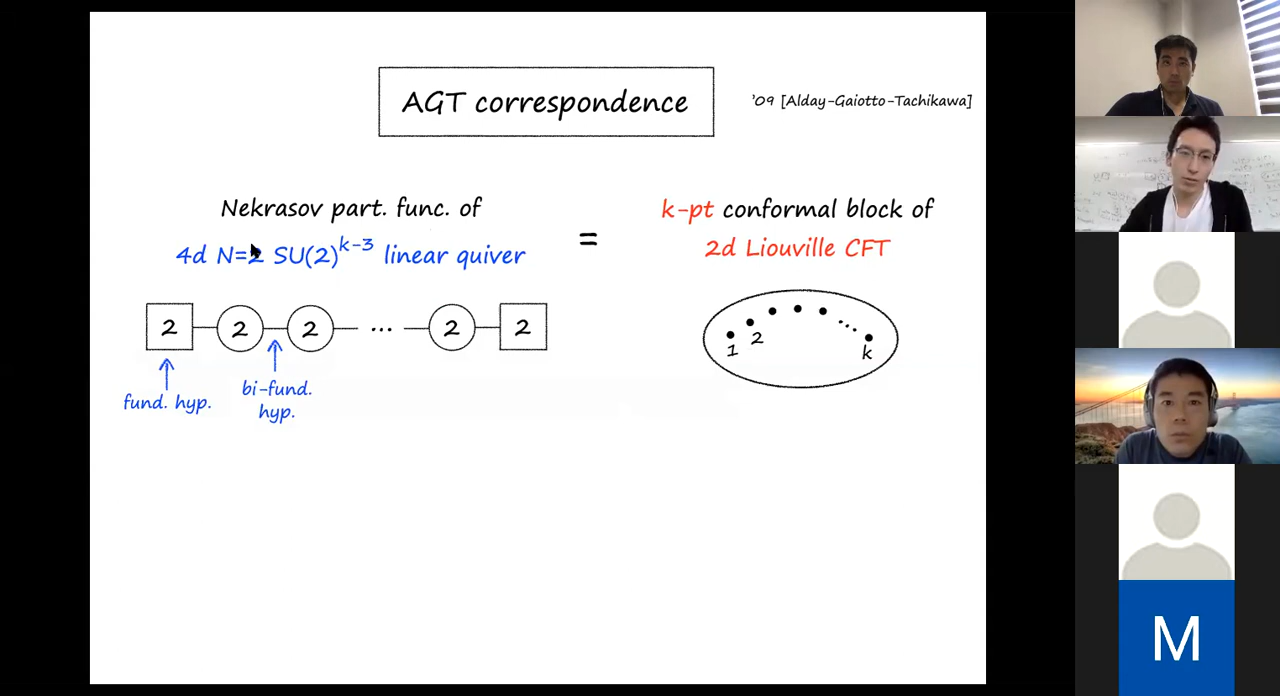 AGT correspondence
'09 [Alday-Gaiotto-Tachikawa]
Nekrasov part. func. of
4d N=2 SU(2)^{k-3} linear quiver
=
k-pt conformal block of
2d Liouville CFT
2 2 2 ... 2 2
fund. hyp.
bi-fund.
hyp.
1 2 ... k
M